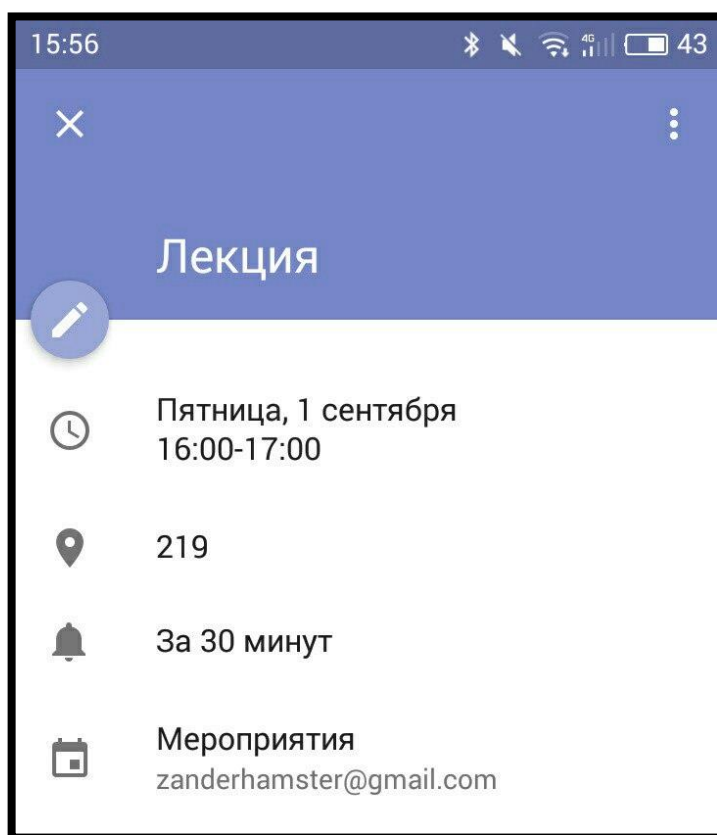 15:56 4G 43
Лекция
Пятница, 1 сентября
16:00-17:00
219
За 30 минут
Мероприятия
zanderhamster@gmail.com